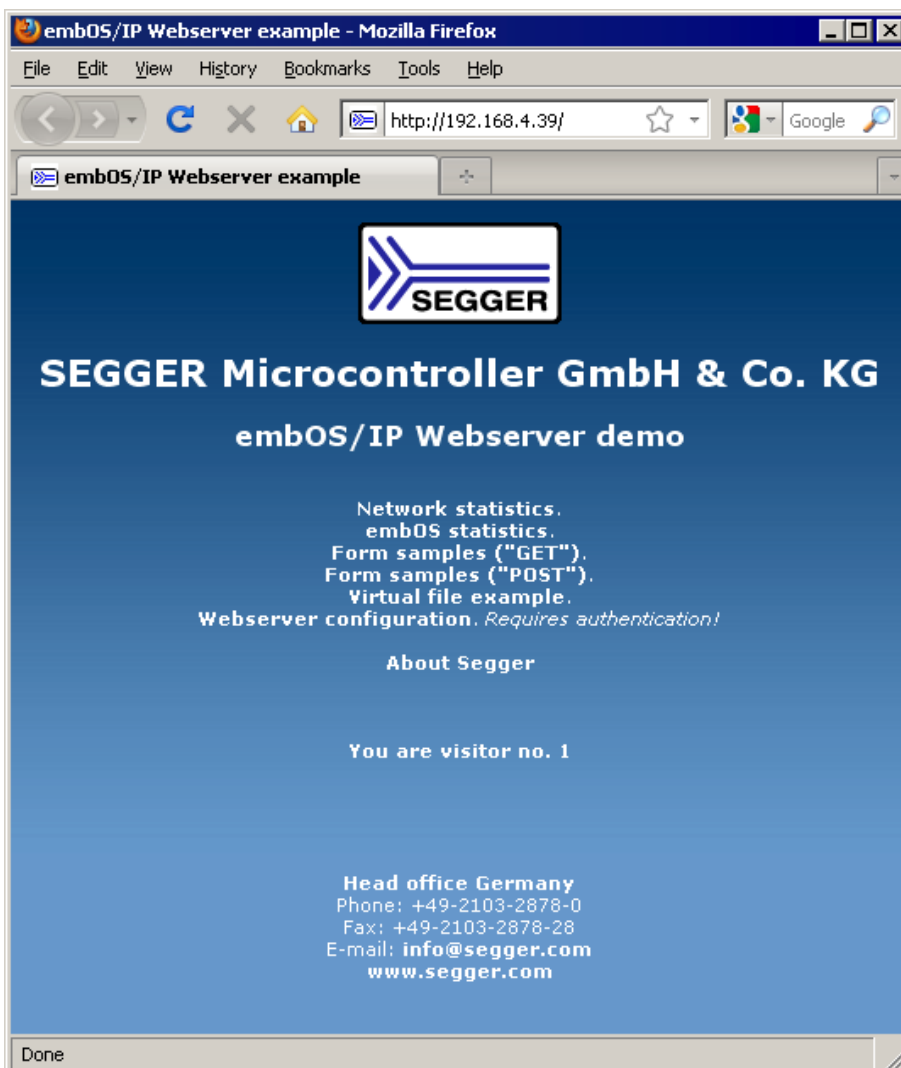 embOS/IP Webserver example - Mozilla Firefox
File Edit View History Bookmarks Tools Help
http://192.168.4.39/ Google
embOS/IP Webserver example
SEGGER
SEGGER Microcontroller GmbH & Co. KG
embOS/IP Webserver demo
Network statistics.
embOS statistics.
Form samples ("GET").
Form samples ("POST").
Virtual file example.
Webserver configuration. Requires authentication!
About Segger
You are visitor no. 1
Head office Germany
Phone: +49-2103-2878-0
Fax: +49-2103-2878-28
E-mail: info@segger.com
www.segger.com
Done